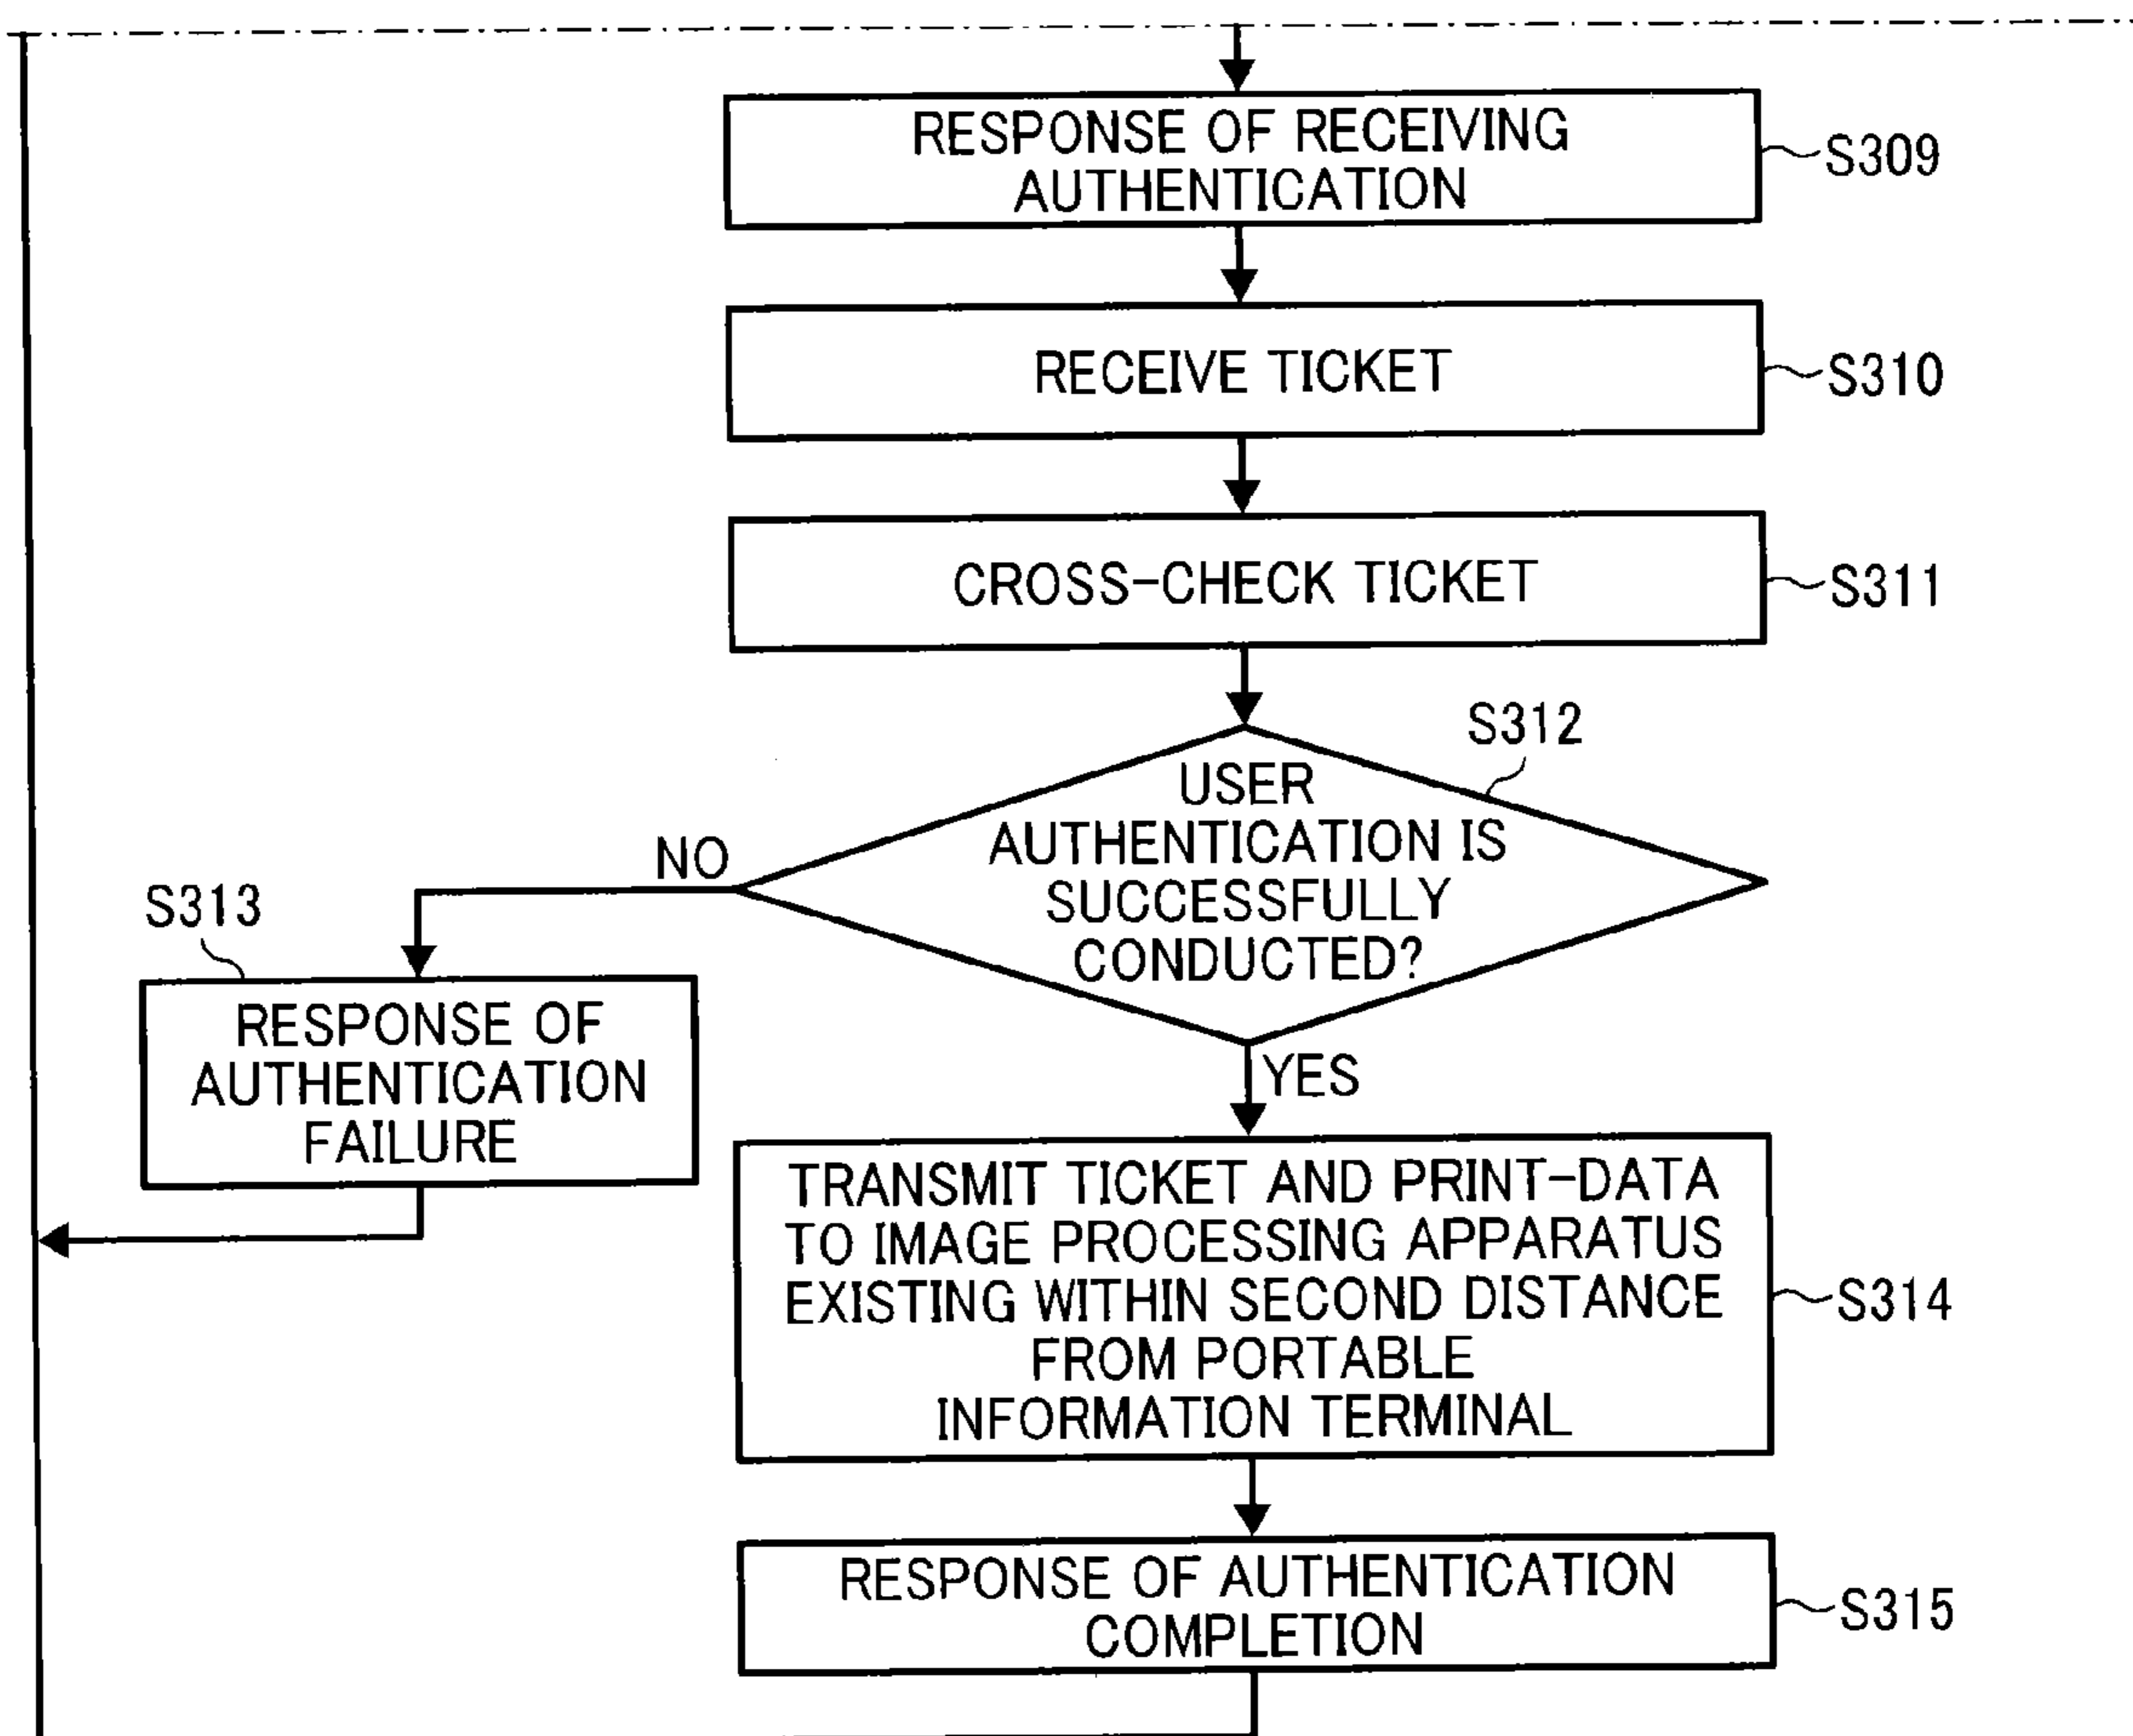 RESPONSE OF RECEIVING
AUTHENTICATION
S309
RECEIVE TICKET
S310
CROSS-CHECK TICKET
S311
S312
USER
AUTHENTICATION IS
SUCCESSFULLY
CONDUCTED?
NO
S313
RESPONSE OF
AUTHENTICATION
FAILURE
YES
TRANSMIT TICKET AND PRINT-DATA
TO IMAGE PROCESSING APPARATUS
EXISTING WITHIN SECOND DISTANCE
FROM PORTABLE
INFORMATION TERMINAL
S314
RESPONSE OF AUTHENTICATION
COMPLETION
S315